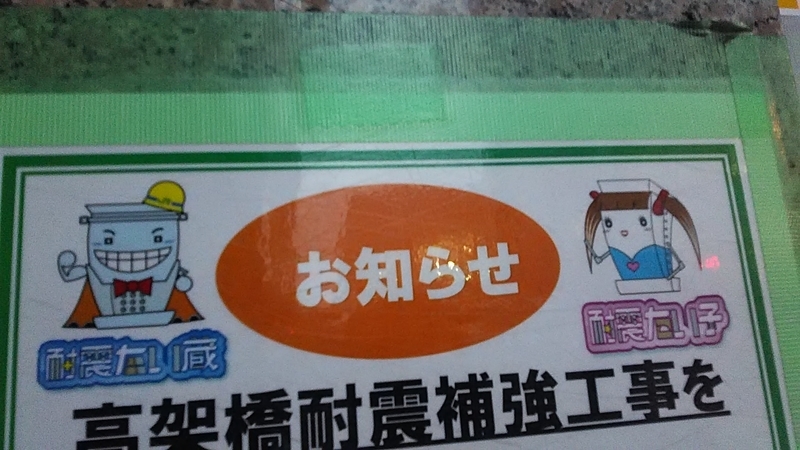 お知らせ
耐震たい蔵
耐震たい子
高架橋耐震補強工事を